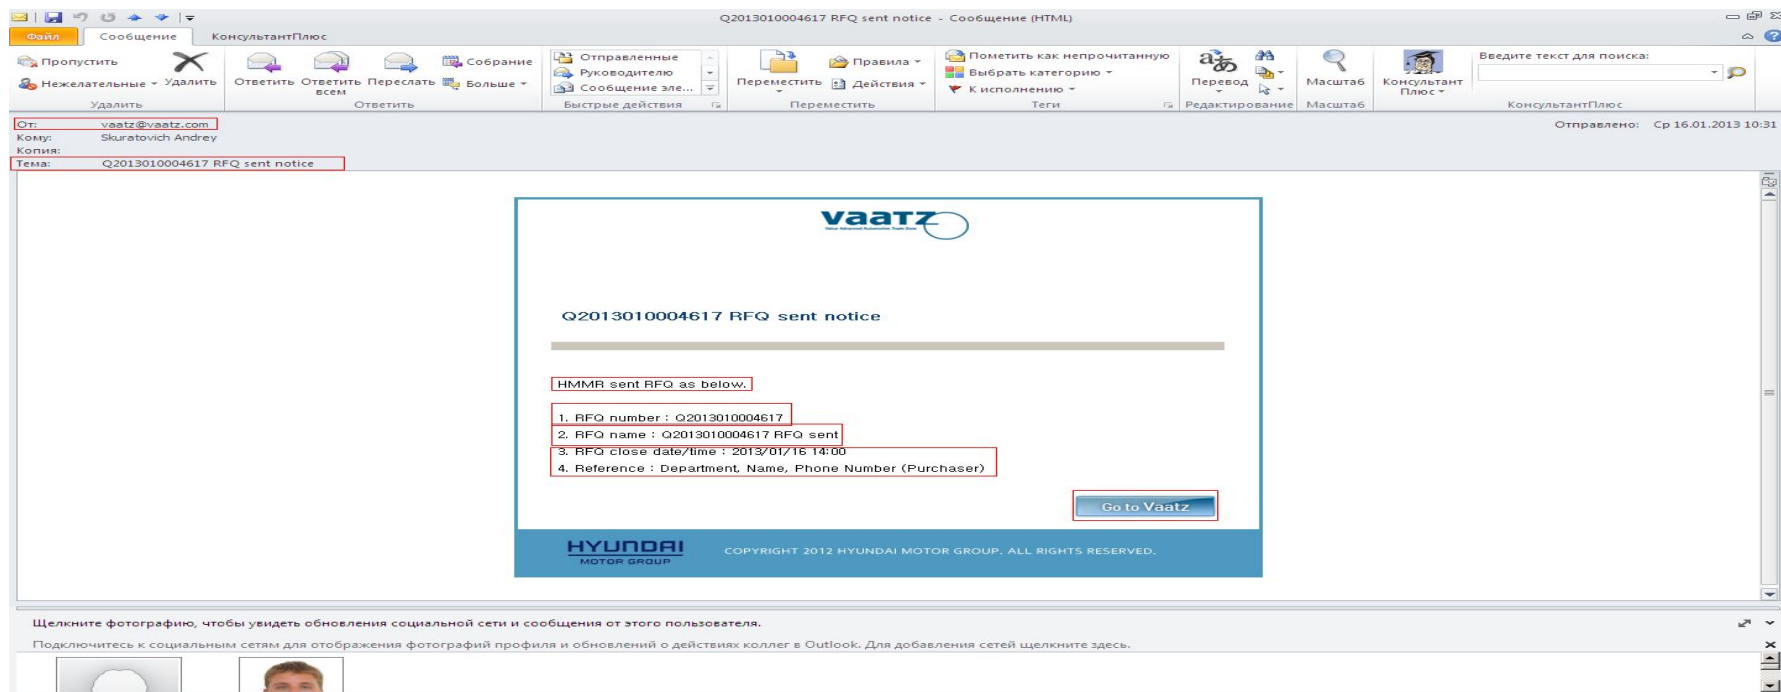 Q2013010004617 RFQ sent notice - Сообщение (HTML)
Файл Сообщение КонсультантПлюс
Пропустить
Нежелательные
Удалить
Удалить
Ответить
Ответить всем
Переслать
Собрание
Больше
Ответить
Отправленные
Руководителю
Сообщение эле...
Быстрые действия
Переместить
Правила
Действия
Переместить
Пометить как непрочитанную
Выбрать категорию
К исполнению
Теги
Перевод
Редактирование
Масштаб
Масштаб
Консультант Плюс
Введите текст для поиска:
КонсультантПлюс
От: vaatz@vaatz.com
Отправлено: Ср 16.01.2013 10:31
Кому: Skuratovich Andrey
Копия:
Тема: Q2013010004617 RFQ sent notice
vaatz
Q2013010004617 RFQ sent notice
HMMR sent RFQ as below.
1. RFQ number : Q2013010004617
2. RFQ name : Q2013010004617 RFQ sent
3. RFQ close date/time : 2013/01/16 14:00
4. Reference : Department, Name, Phone Number (Purchaser)
Go to Vaatz
HYUNDAI
MOTOR GROUP
COPYRIGHT 2012 HYUNDAI MOTOR GROUP. ALL RIGHTS RESERVED.
Щелкните фотографию, чтобы увидеть обновления социальной сети и сообщения от этого пользователя.
Подключитесь к социальным сетям для отображения фотографий профиля и обновлений о действиях коллег в Outlook. Для добавления сетей щелкните здесь.